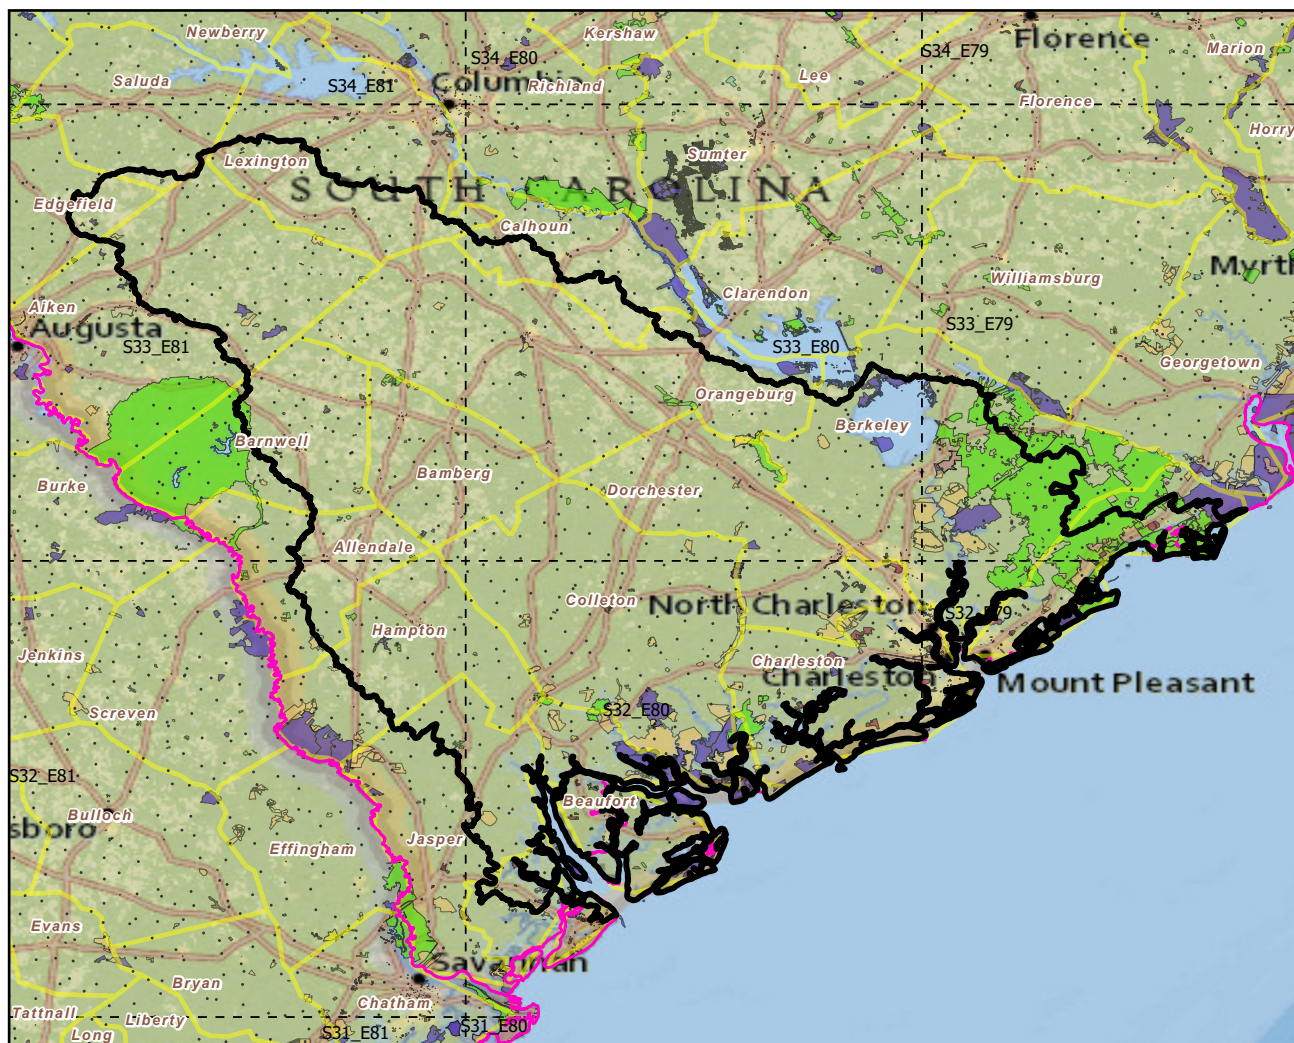 Newberry
Kershaw
S34_E80
S34_E79
Florence
Marion
Saluda
S34_E81
Columbia
Richland
Lee
Florence
Horry
Lexington
Sumter
SOUTH CAROLINA
Edgefield
Calhoun
Myrth
Williamsburg
Clarendon
Aiken
Augusta
S33_E81
S33_E79
S33_E80
Georgetown
Orangeburg
Berkeley
Barnwell
Bamberg
Burke
Dorchester
Allendale
Colleton
North Charleston
S32_E79
Hampton
Jenkins
Charleston
Charleston
Mount Pleasant
Screven
S32_E80
S32_E81
Beaufort
Bulloch
sboro
Jasper
Effingham
Evans
Savannah
Bryan
Chatham
Tattnall
Liberty
Long
S31_E81
S31_E80